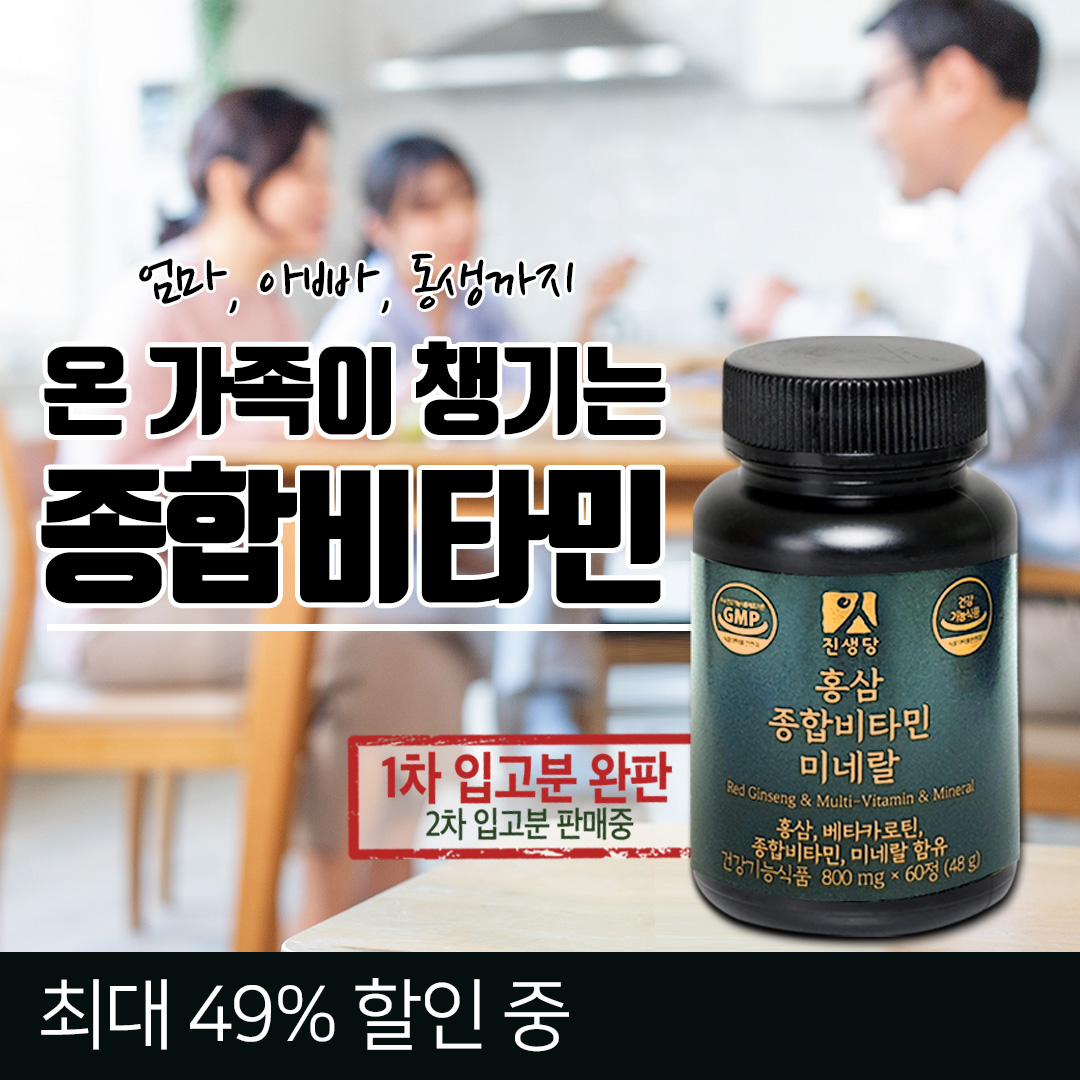 엄마, 아빠, 동생까지
온 가족이 챙기는
종합비타민
1차 입고분 완판
2차 입고분 판매중
GMP
건강
기능식품
진생당
홍삼
종합비타민
미네랄
Red Ginseng & Multi-Vitamin & Mineral
홍삼, 베타카로틴,
종합비타민, 미네랄 함유
건강기능식품 800 mg × 60정 (48 g)
최대 49% 할인 중